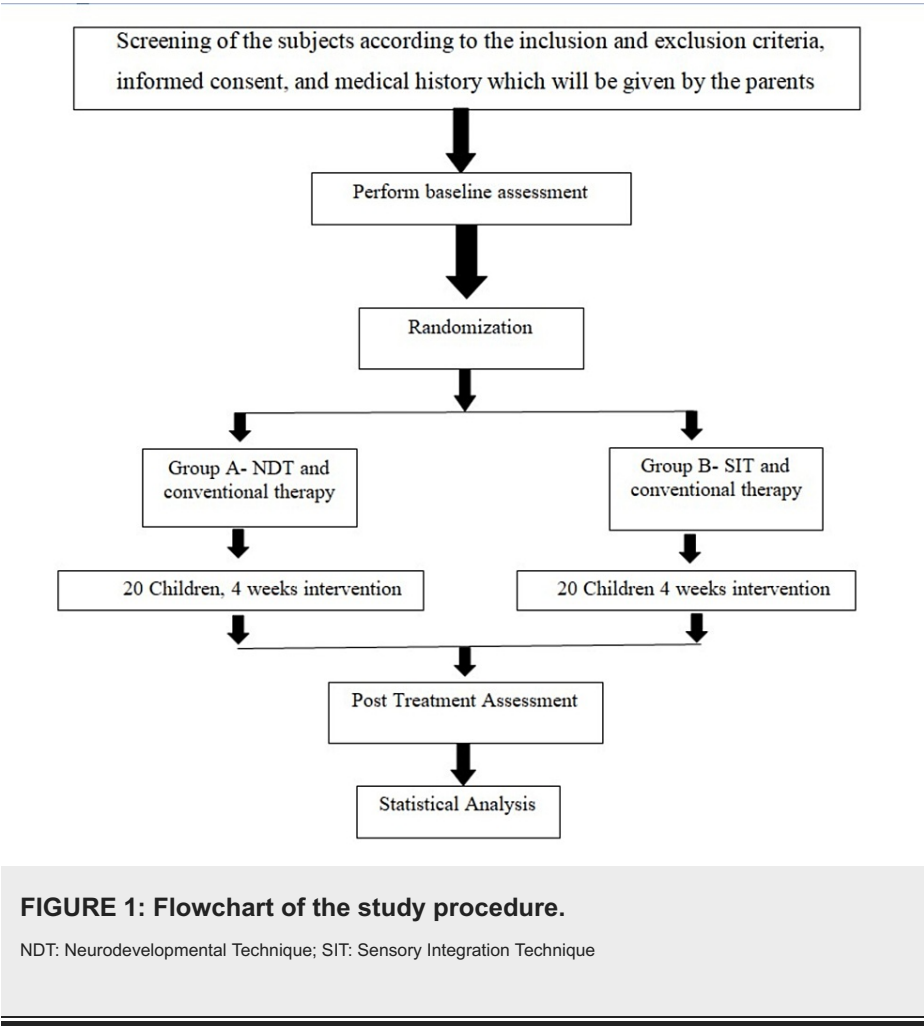 Screening of the subjects according to the inclusion and exclusion criteria,
informed consent, and medical history which will be given by the parents
Perform baseline assessment
Randomization
Group A- NDT and
conventional therapy
Group B- SIT and
conventional therapy
20 Children, 4 weeks intervention
20 Children 4 weeks intervention
Post Treatment Assessment
Statistical Analysis
FIGURE 1: Flowchart of the study procedure.
NDT: Neurodevelopmental Technique; SIT: Sensory Integration Technique